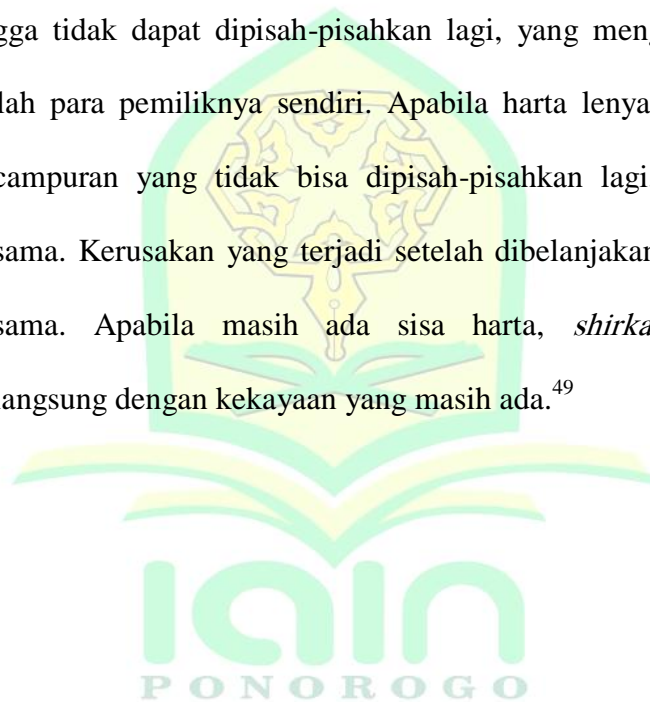 gga tidak dapat dipisah-pisahkan lagi, yang meng
lah para pemiliknya sendiri. Apabila harta lenya
campuran yang tidak bisa dipisah-pisahkan lagi
sama. Kerusakan yang terjadi setelah dibelanjakan
sama. Apabila masih ada sisa harta, shirka
langsung dengan kekayaan yang masih ada.49
IAIN
PONOROGO